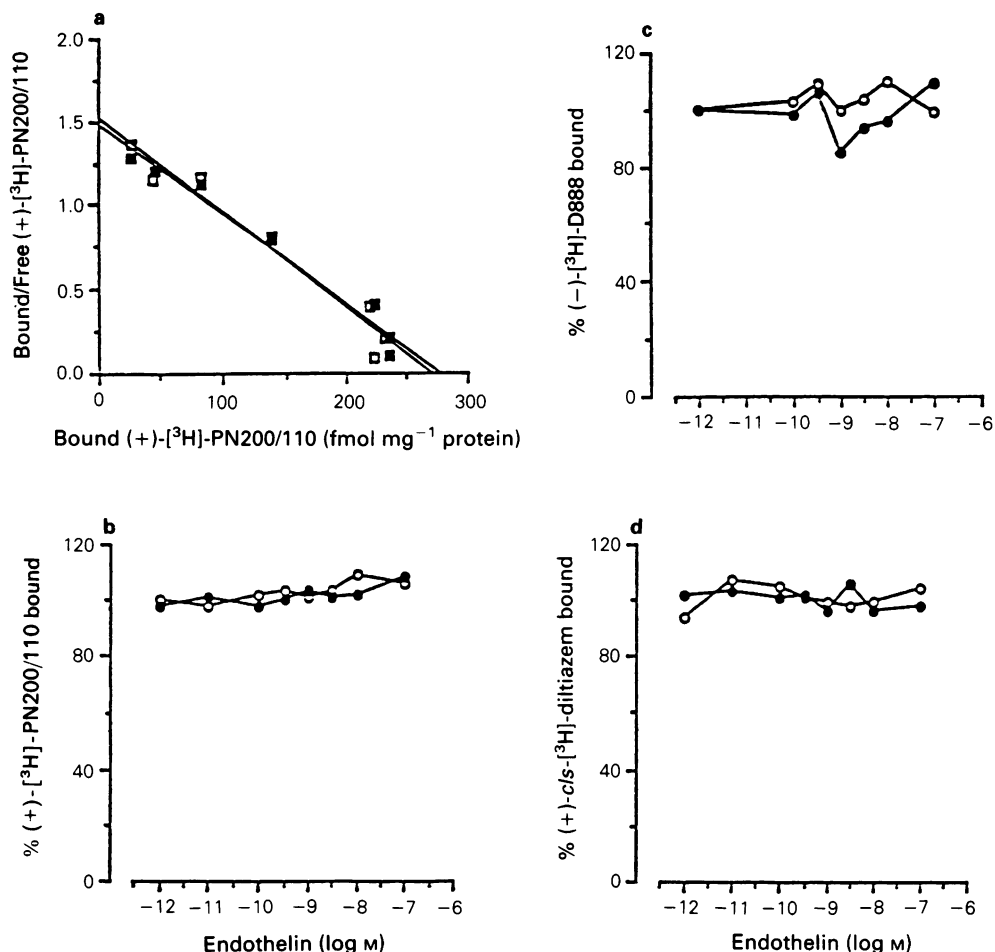 a
2.0
1.5
1.0
0.5
0.0
Bound/Free (+)-[³H]-PN200/110
0
100
200
300
Bound (+)-[³H]-PN200/110 (fmol mg⁻¹ protein)
c
120
80
40
0
% (−)-[³H]-D888 bound
−12 −11 −10 −9 −8 −7 −6
b
120
80
40
0
% (+)-[³H]-PN200/110 bound
−12 −11 −10 −9 −8 −7 −6
Endothelin (log M)
d
120
80
40
0
% (+)-cls-[³H]-diltiazem bound
−12 −11 −10 −9 −8 −7 −6
Endothelin (log M)